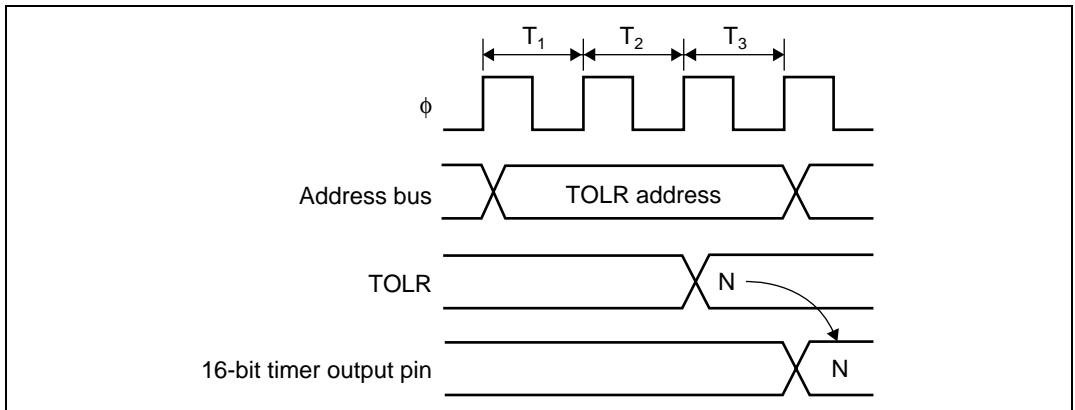 T₁ T₂ T₃
ϕ
Address bus TOLR address
TOLR N
16-bit timer output pin N